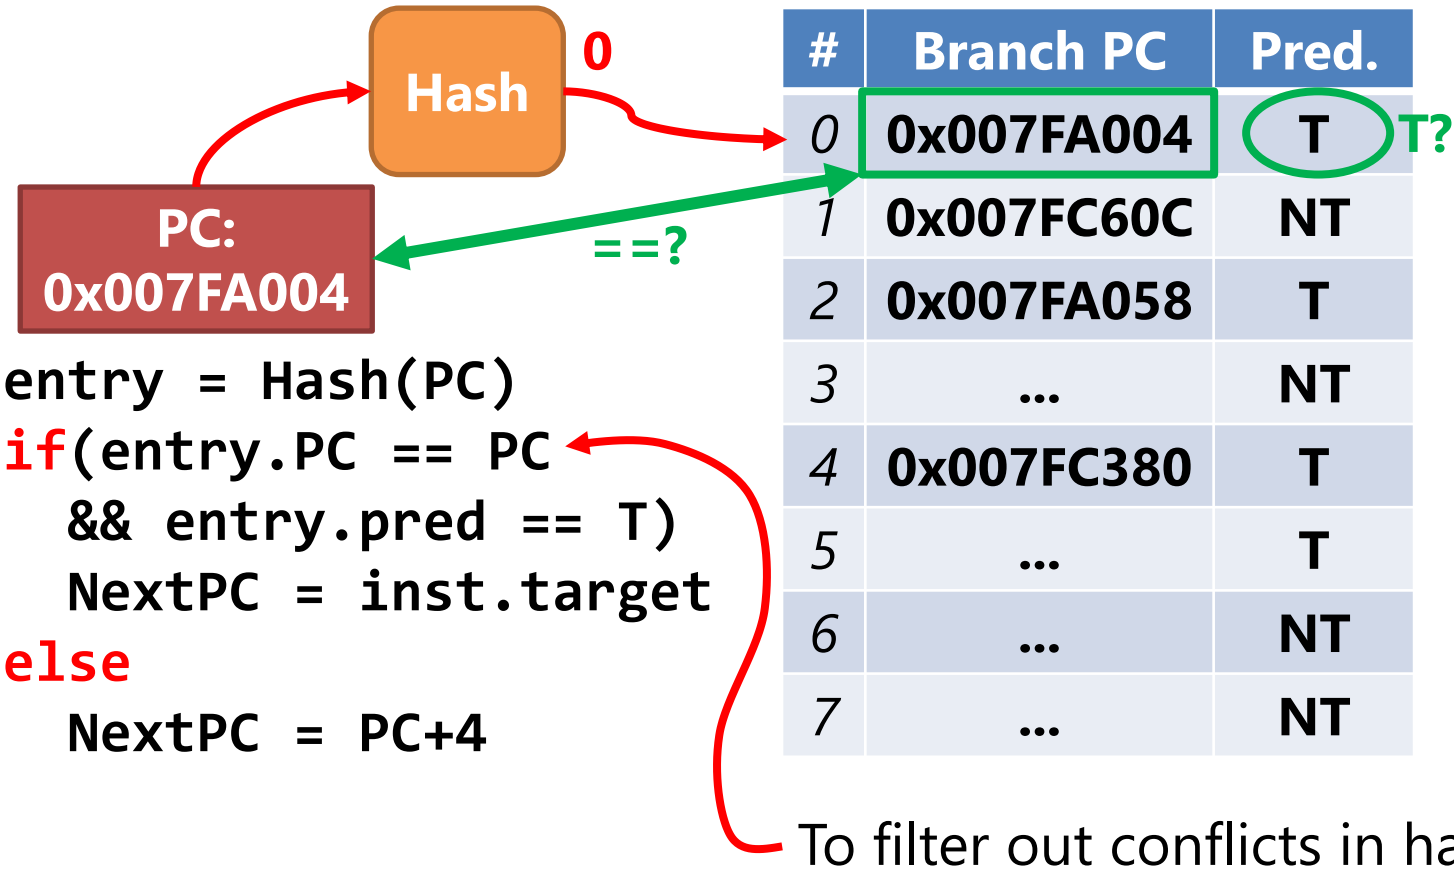 Hash
0
PC:
0x007FA004
==?
# Branch PC Pred.
0 0x007FA004 T T?
1 0x007FC60C NT
2 0x007FA058 T
3 ... NT
4 0x007FC380 T
5 ... T
6 ... NT
7 ... NT
entry = Hash(PC)
if(entry.PC == PC
&& entry.pred == T)
NextPC = inst.target
else
NextPC = PC+4
To filter out conflicts in